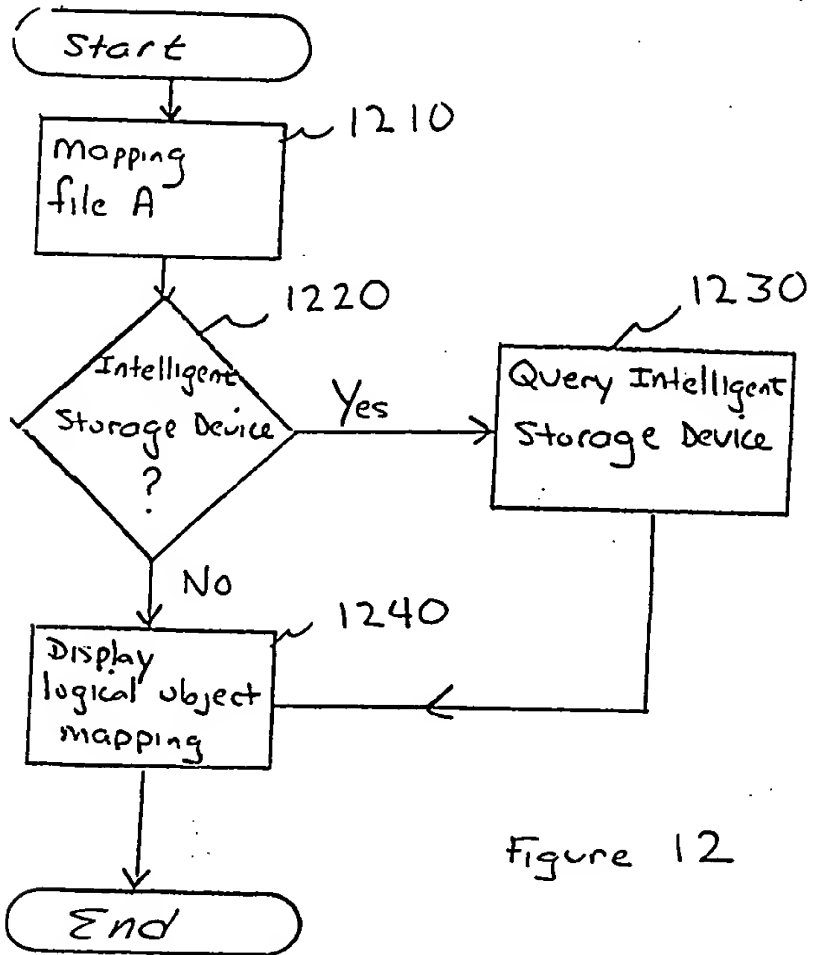 Start
1210
Mapping
file A
1220
Intelligent
Storage Device
?
Yes
1230
Query Intelligent
Storage Device
No
1240
Display
logical object
mapping
Figure 12
End